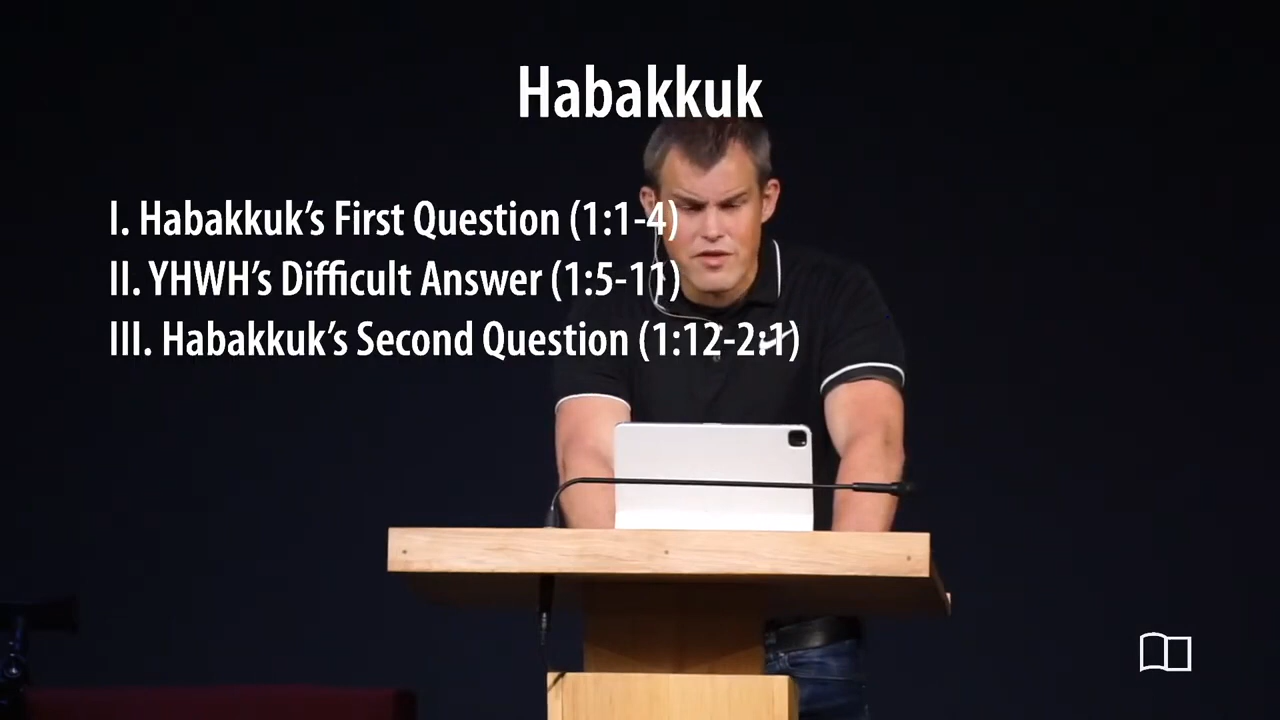 Habakkuk
I. Habakkuk’s First Question (1:1-4)
II. YHWH’s Difficult Answer (1:5-11)
III. Habakkuk’s Second Question (1:12-2:1)